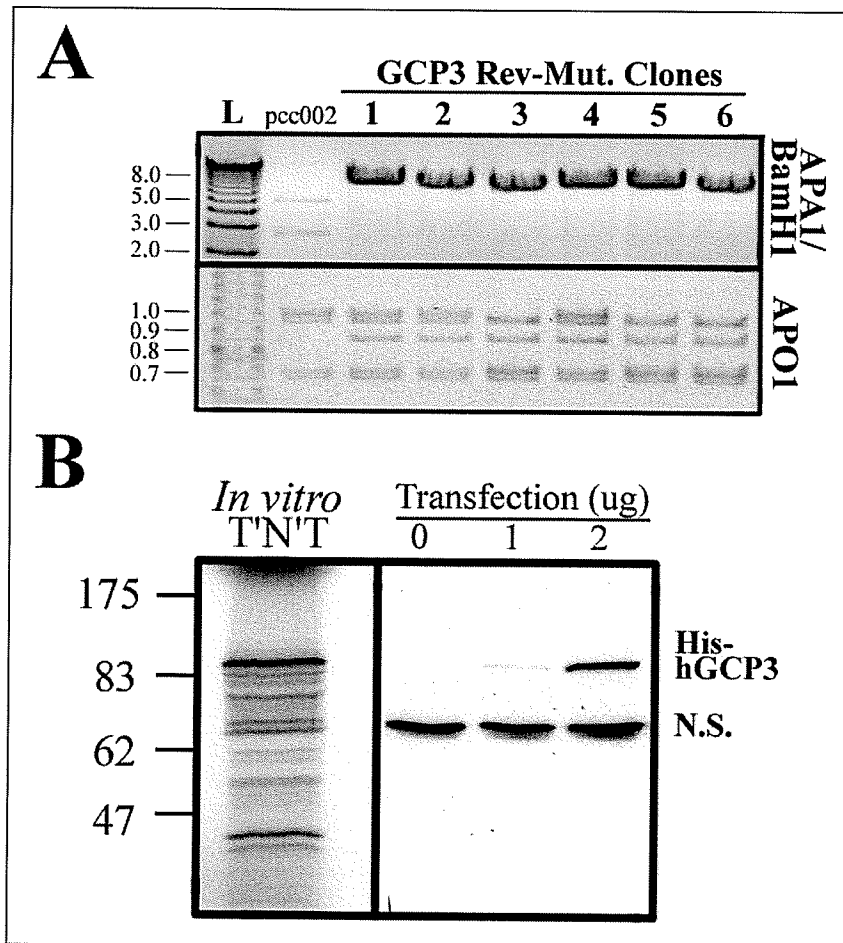 A
GCP3 Rev-Mut. Clones
L pcc002 1 2 3 4 5 6
8.0
5.0
3.0
2.0
APA1/
BamH1
1.0
0.9
0.8
0.7
APO1
B
In vitro
T'N'T
Transfection (ug)
0 1 2
175
83
62
47
His-
hGCP3
N.S.